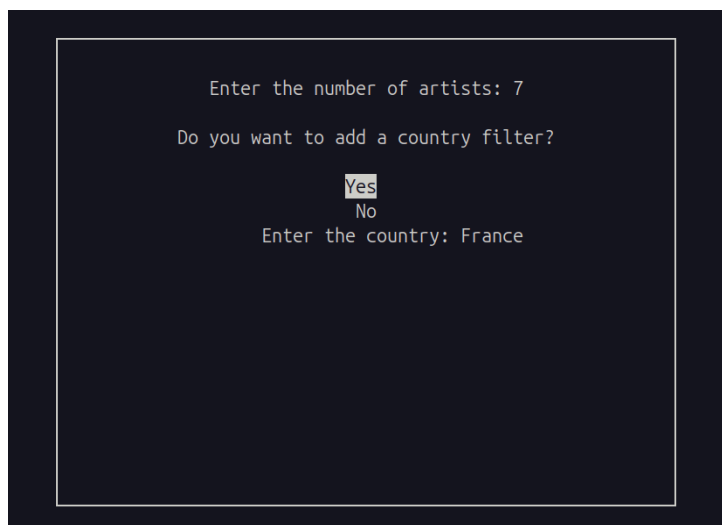 Enter the number of artists: 7
Do you want to add a country filter?
Yes
No
Enter the country: France